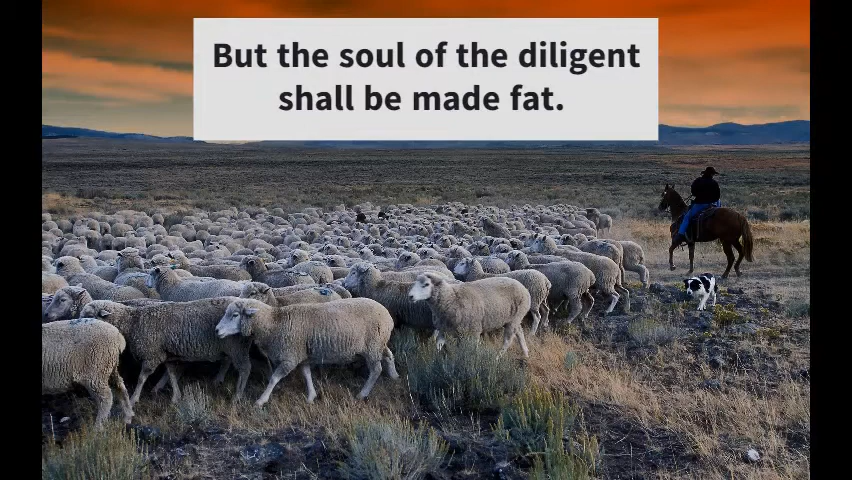 But the soul of the diligent
shall be made fat.